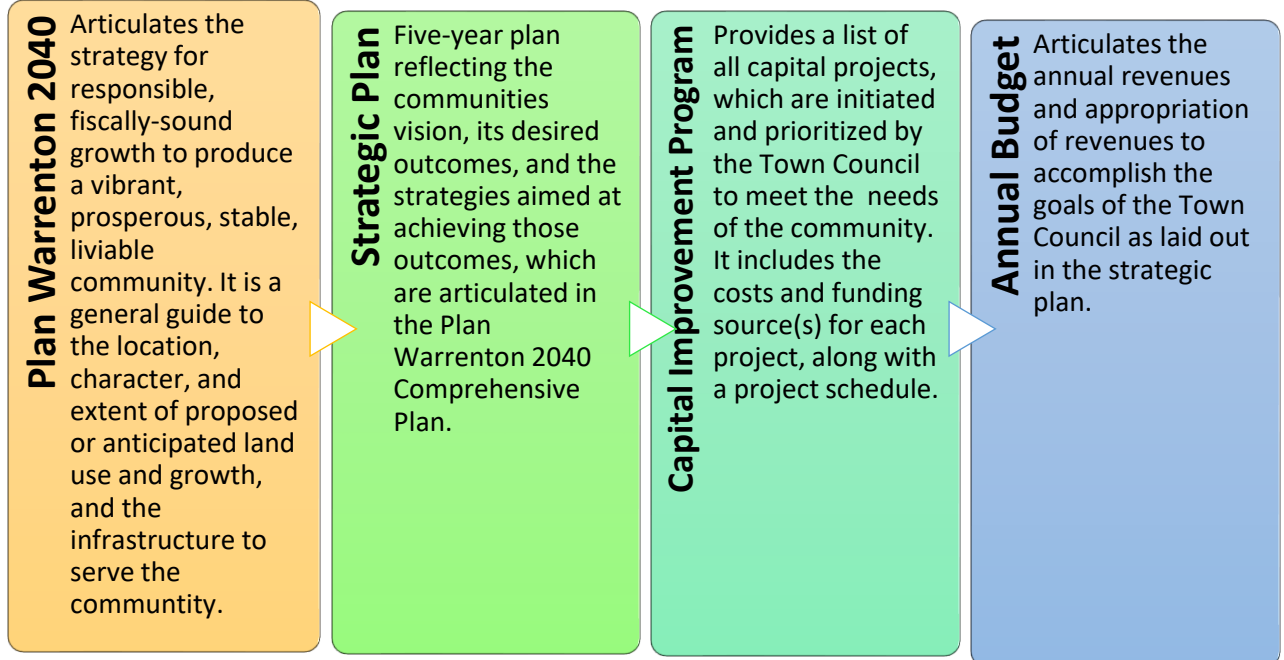 Plan Warrenton 2040
Articulates the
strategy for
responsible,
fiscally-sound
growth to produce
a vibrant,
prosperous, stable,
liviable
community. It is a
general guide to
the location,
character, and
extent of proposed
or anticipated land
use and growth,
and the
infrastructure to
serve the
communtity.
Strategic Plan
Five-year plan
reflecting the
communities
vision, its desired
outcomes, and the
strategies aimed at
achieving those
outcomes, which
are articulated in
the Plan
Warrenton 2040
Comprehensive
Plan.
Capital Improvement Program
Provides a list of
all capital projects,
which are initiated
and prioritized by
the Town Council
to meet the needs
of the community.
It includes the
costs and funding
source(s) for each
project, along with
a project schedule.
Annual Budget
Articulates the
annual revenues
and appropriation
of revenues to
accomplish the
goals of the Town
Council as laid out
in the strategic
plan.